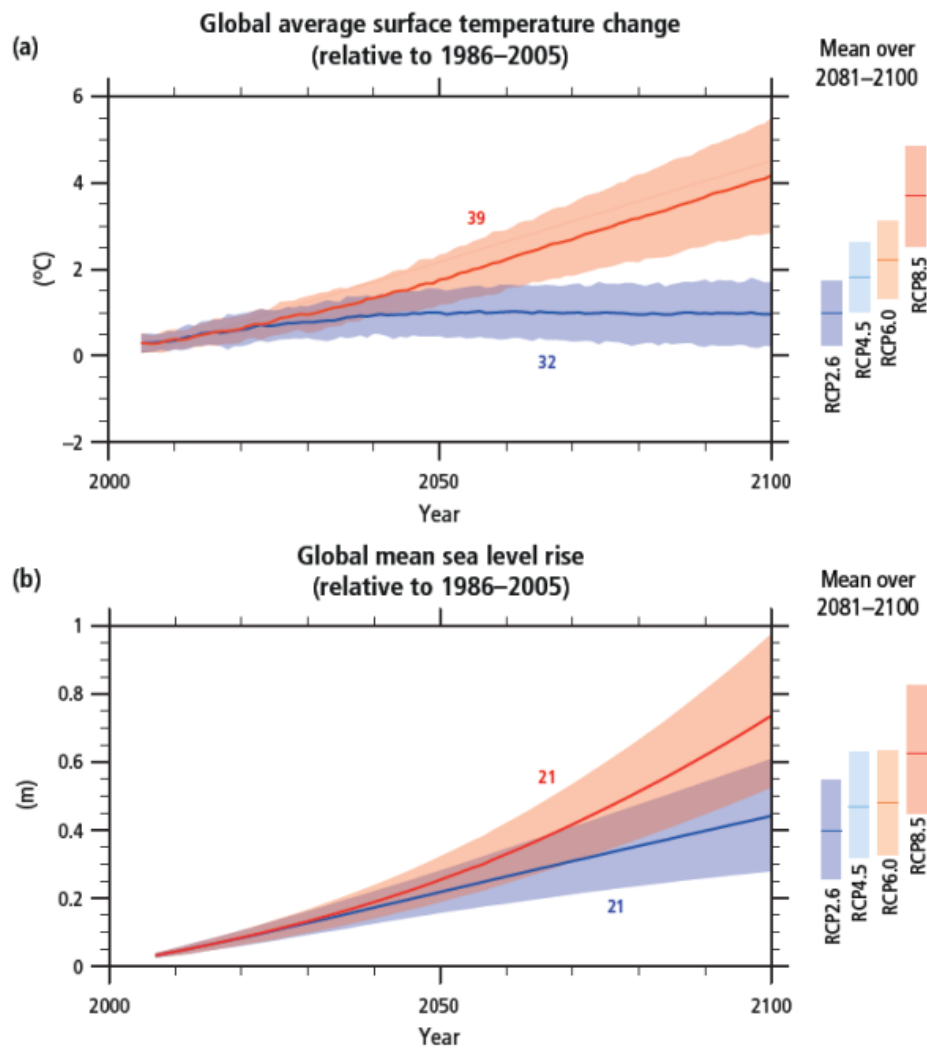 (a)
Global average surface temperature change
(relative to 1986–2005)
Mean over
2081–2100
6
4
2
0
−2
(°C)
39
32
2000
2050
2100
Year
RCP2.6
RCP4.5
RCP6.0
RCP8.5
(b)
Global mean sea level rise
(relative to 1986–2005)
Mean over
2081–2100
1
0.8
0.6
0.4
0.2
0
(m)
21
21
2000
2050
2100
Year
RCP2.6
RCP4.5
RCP6.0
RCP8.5